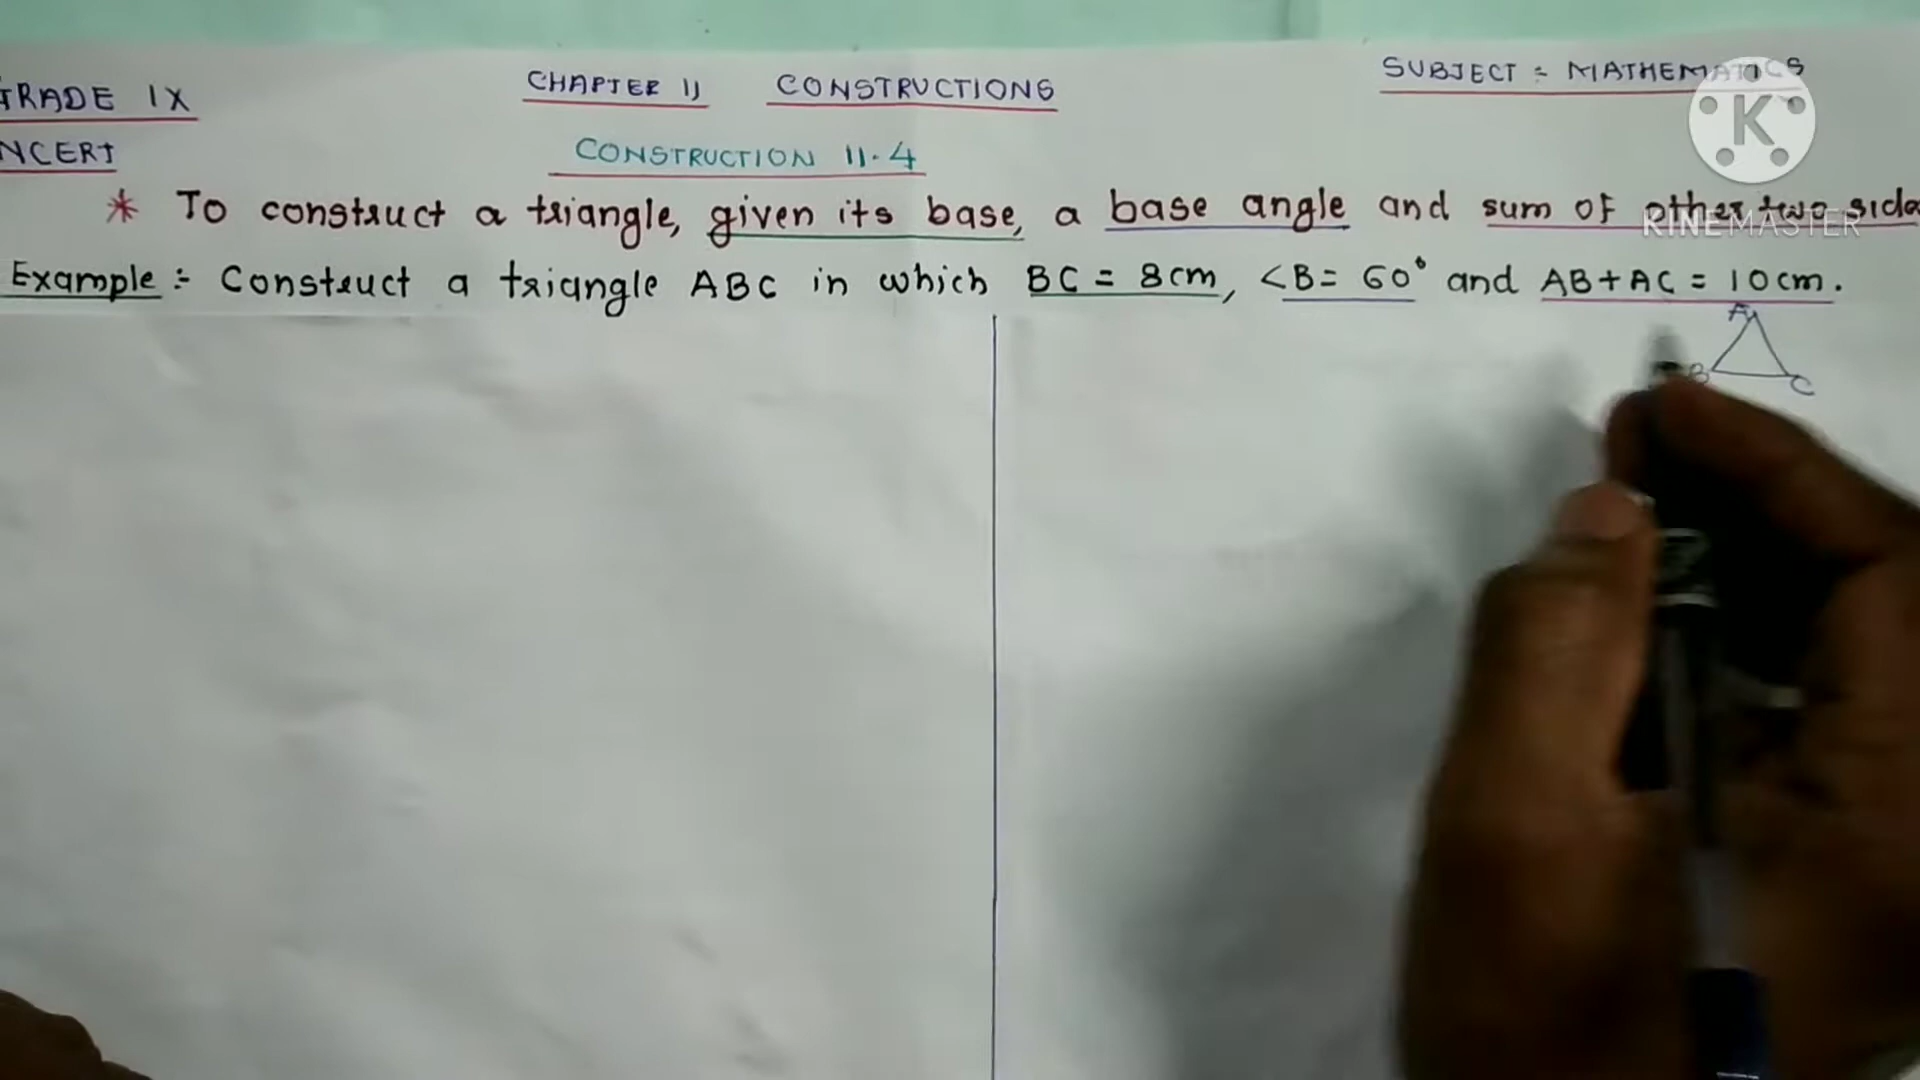 GRADE IX CHAPTER 11 CONSTRUCTIONS SUBJECT : MATHEMATICS
NCERT CONSTRUCTION 11.4
* To construct a triangle, given its base, a base angle and sum of other two side
Example :- Construct a triangle ABC in which BC = 8cm, <B= 60° and AB+AC = 10cm.
A
B C
K
KINEMASTER